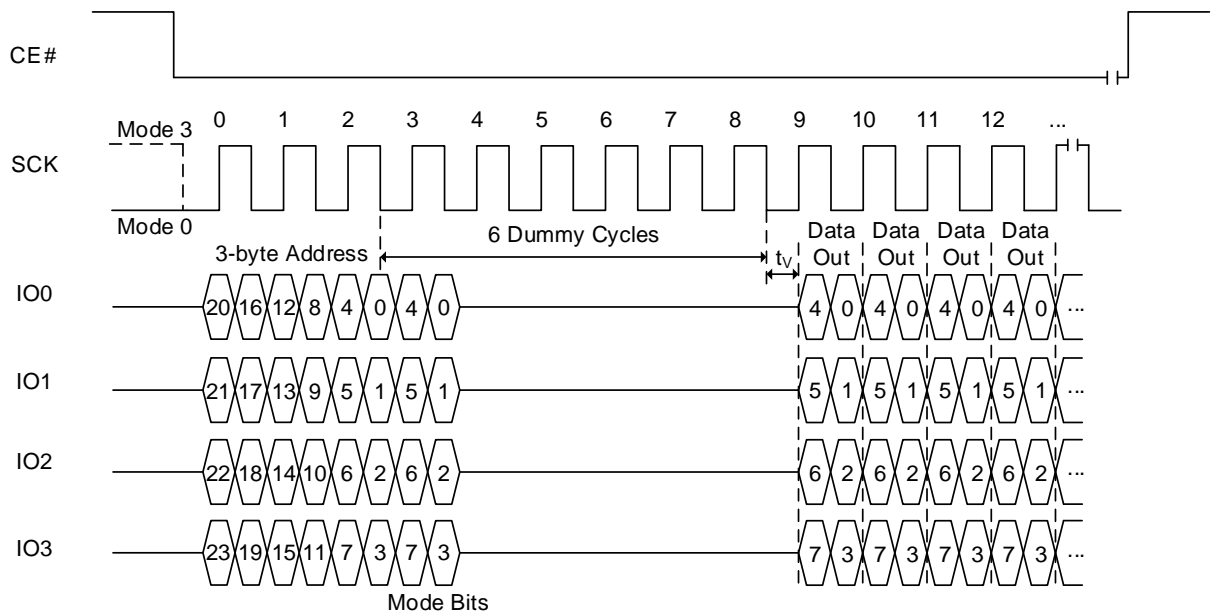 CE#
0 1 2 3 4 5 6 7 8 9 10 11 12 ...
Mode 3
SCK
Mode 0
6 Dummy Cycles
Data Data Data Data
3-byte Address
tV
Out Out Out Out
IO0
20 16 12 8 4 0 4 0 4 0 4 0 4 0 4 0 ...
IO1
21 17 13 9 5 1 5 1 5 1 5 1 5 1 5 1 ...
IO2
22 18 14 10 6 2 6 2 6 2 6 2 6 2 6 2 ...
IO3
23 19 15 11 7 3 7 3 7 3 7 3 7 3 7 3 ...
Mode Bits